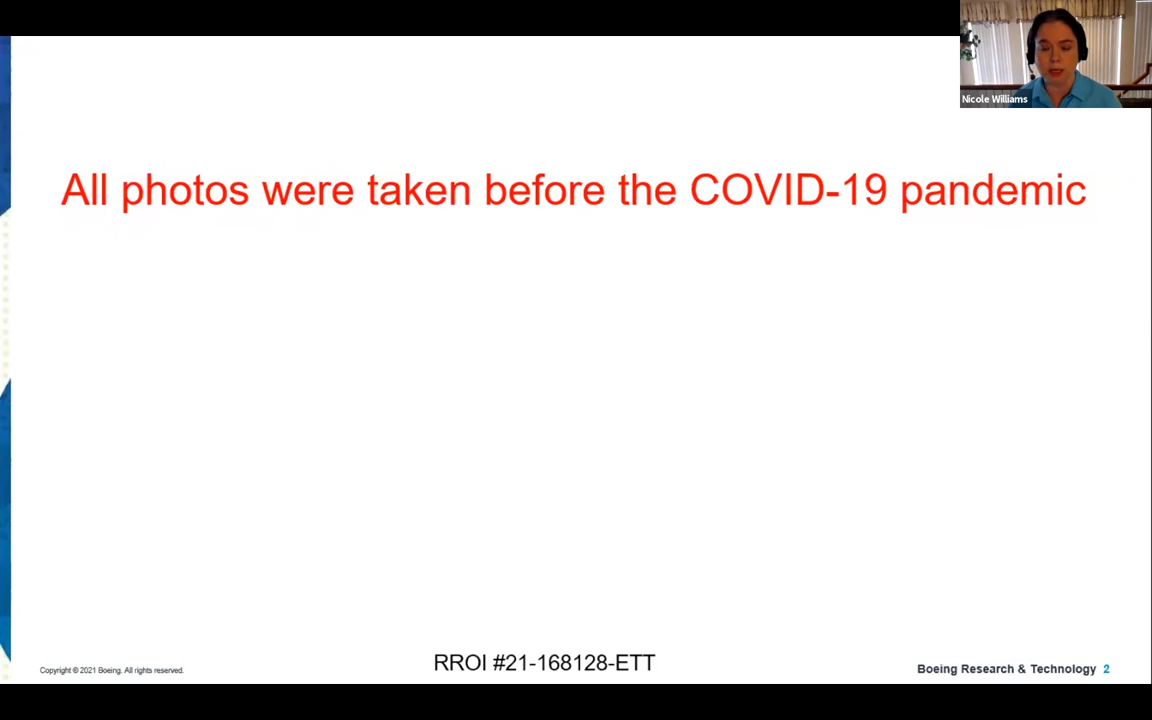 Nicole Williams
All photos were taken before the COVID-19 pandemic
Copyright © 2021 Boeing. All rights reserved.
RROI #21-168128-ETT
Boeing Research & Technology 2